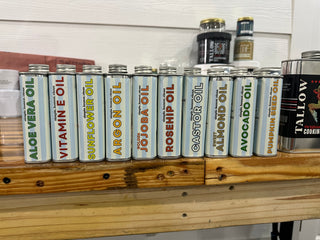 ALOE VERA OIL
VITAMIN E OIL
SUNFLOWER OIL
ARGON OIL
JOJOBA OIL
ROSEHIP OIL
CASTOR OIL
ALMOND OIL
AVOCADO OIL
PUMPKIN SEED OIL
TALLOW
COOKIN